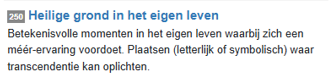 250 Heilige grond in het eigen leven
Betekenisvolle momenten in het eigen leven waarbij zich een
méér-ervaring voordoet. Plaatsen (letterlijk of symbolisch) waar
transcendentie kan oplichten.